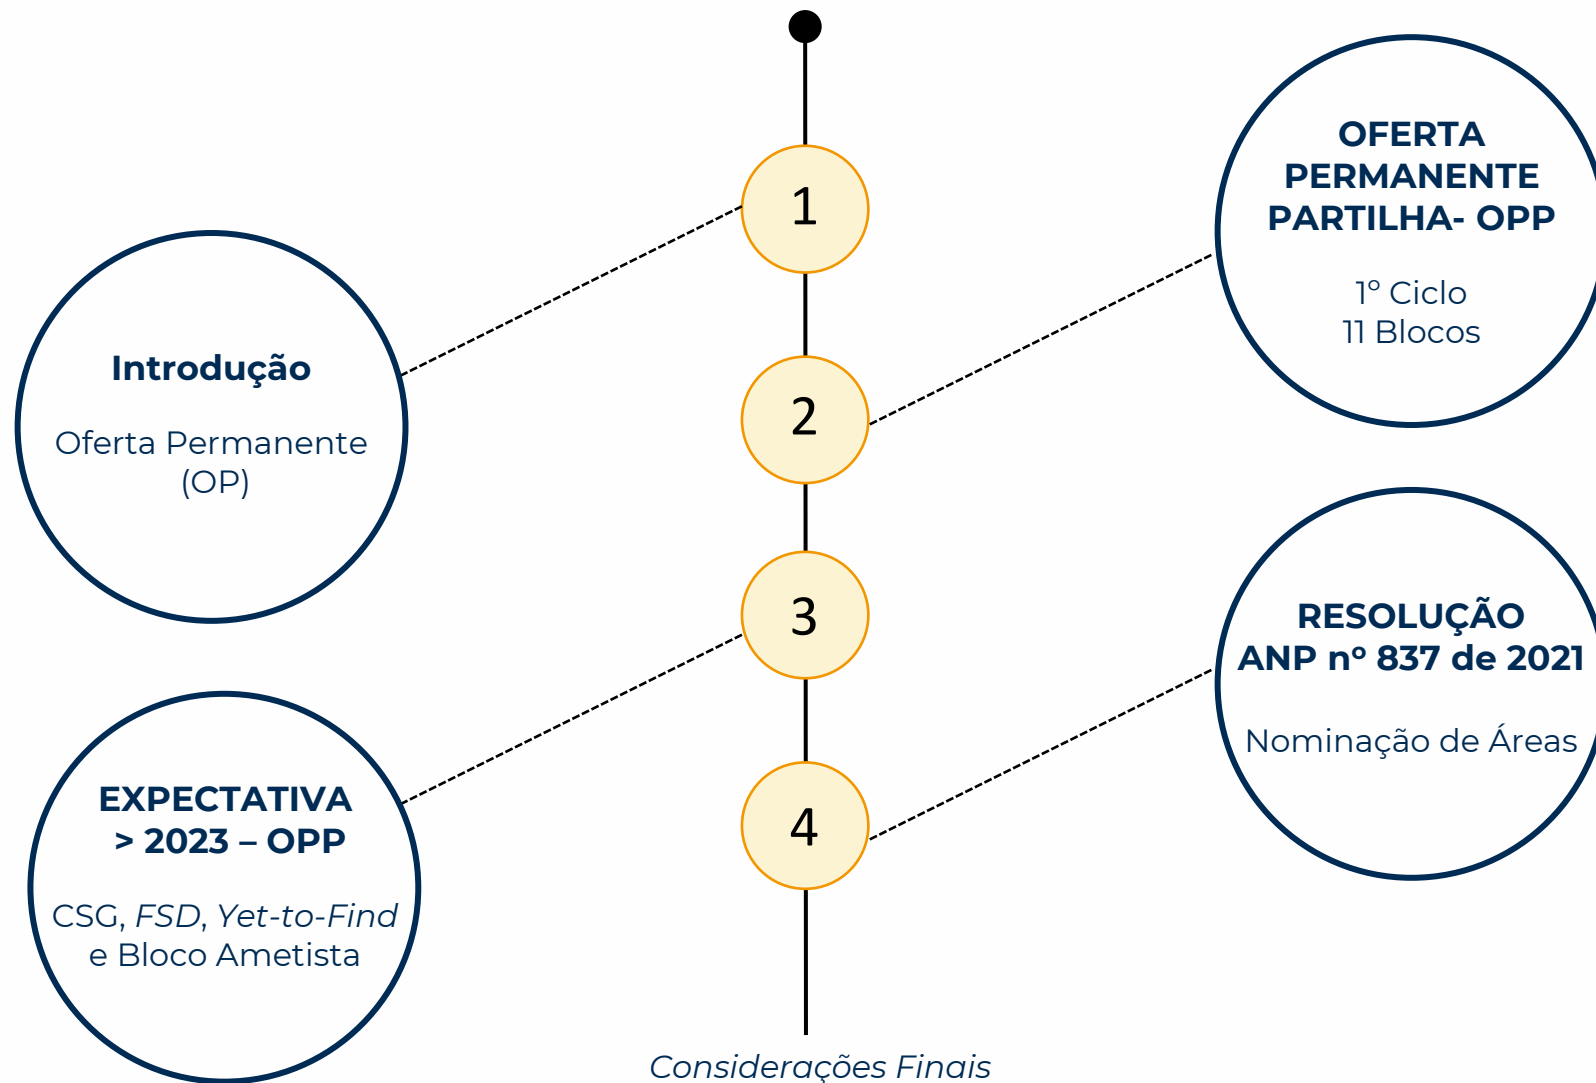 1
Introdução
Oferta Permanente
(OP)
2
OFERTA
PERMANENTE
PARTILHA- OPP
1º Ciclo
11 Blocos
3
EXPECTATIVA
> 2023 – OPP
CSG, FSD, Yet-to-Find
e Bloco Ametista
4
RESOLUÇÃO
ANP nº 837 de 2021
Nominação de Áreas
Considerações Finais